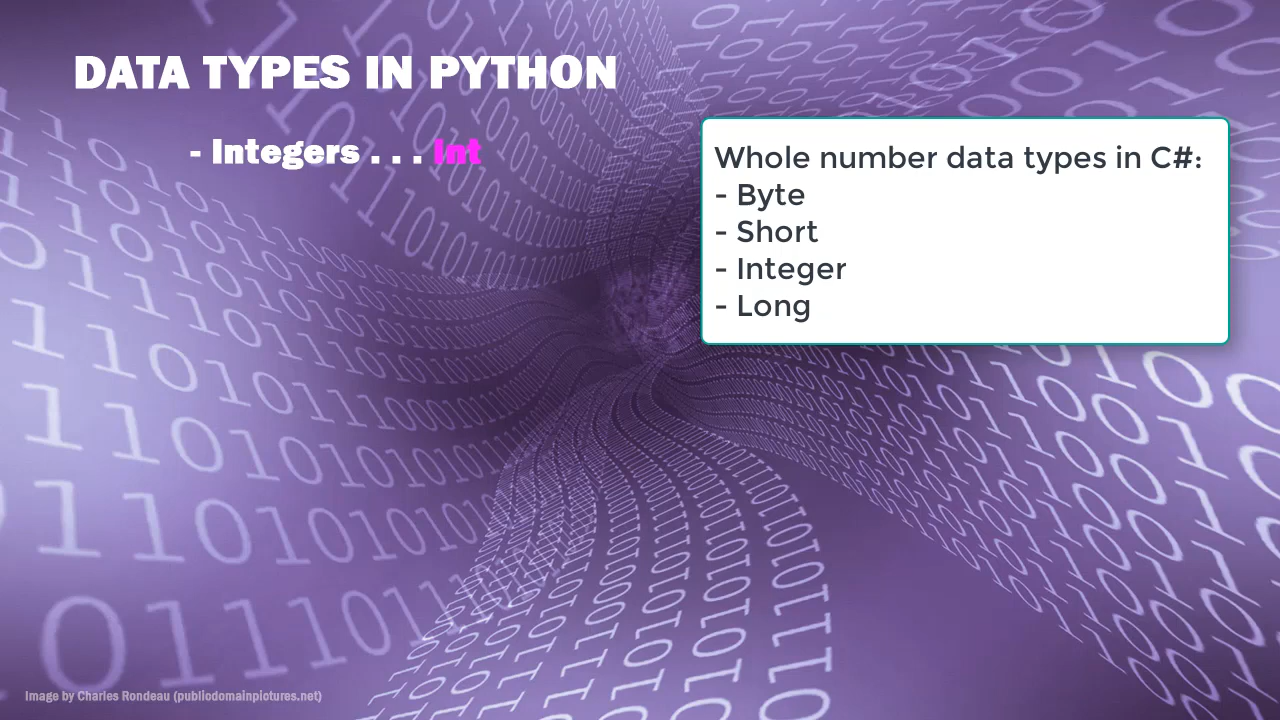 DATA TYPES IN PYTHON
- Integers . . . Int
Whole number data types in C#:
- Byte
- Short
- Integer
- Long
Image by Charles Rondeau (publiodomainpictures.net)